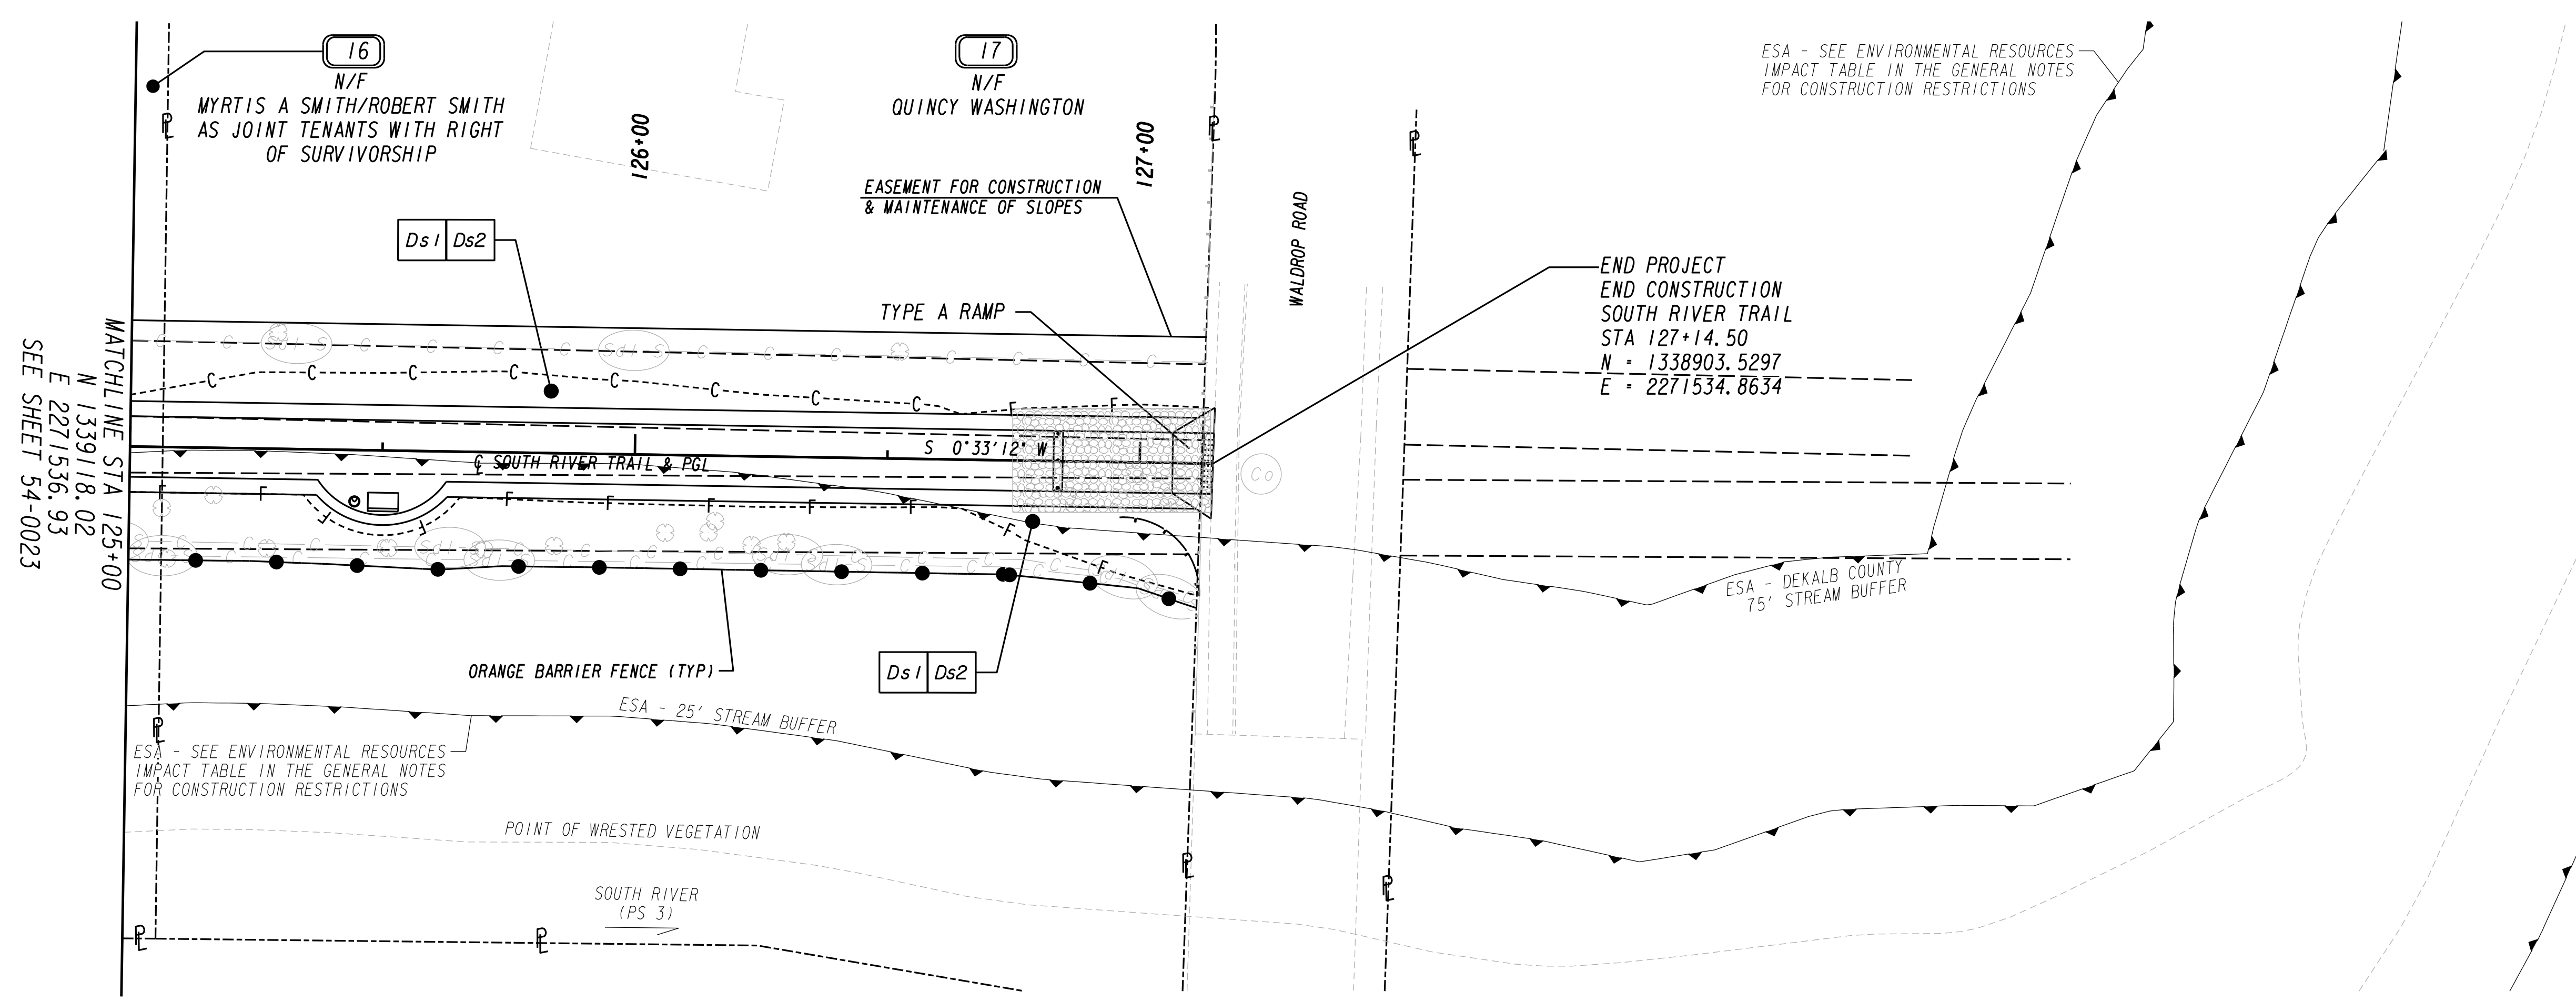 16
N/F
MYRTIS A SMITH/ROBERT SMITH
AS JOINT TENANTS WITH RIGHT
OF SURVIVORSHIP
17
N/F
QUINCY WASHINGTON
126+00
127+00
EASEMENT FOR CONSTRUCTION
& MAINTENANCE OF SLOPES
WALDROP ROAD
ESA - SEE ENVIRONMENTAL RESOURCES
IMPACT TABLE IN THE GENERAL NOTES
FOR CONSTRUCTION RESTRICTIONS
Ds1 Ds2
TYPE A RAMP
END PROJECT
END CONSTRUCTION
SOUTH RIVER TRAIL
STA 127+14.50
N = 1338903.5297
E = 2271534.8634
MATCHLINE STA 125+00
N 1339118.02
E 2271536.93
SEE SHEET 54-0023
Sd1 S
Sd1 S
C C C C C C C C
F F
S 0°33'12" W
℄ SOUTH RIVER TRAIL & PGL
Co
F F F F F F F
ORANGE BARRIER FENCE (TYP)
Ds1 Ds2
ESA - DEKALB COUNTY
75' STREAM BUFFER
ESA - 25' STREAM BUFFER
ESA - SEE ENVIRONMENTAL RESOURCES
IMPACT TABLE IN THE GENERAL NOTES
FOR CONSTRUCTION RESTRICTIONS
POINT OF WRESTED VEGETATION
SOUTH RIVER
(PS 3)